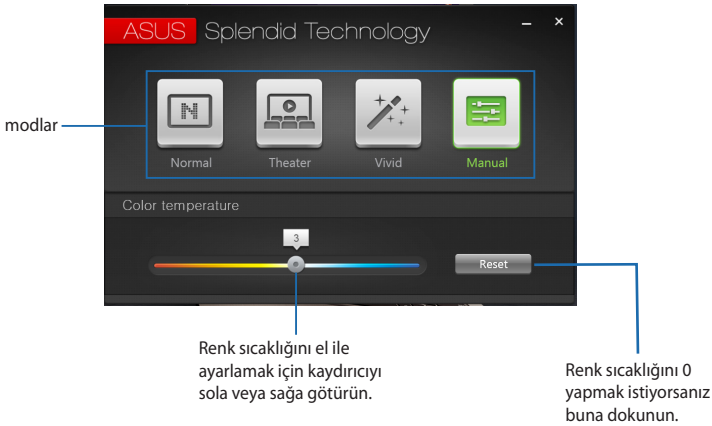 ASUS Splendid Technology
modlar
Normal Theater Vivid Manual
Color temperature
3
Reset
Renk sıcaklığını el ile
ayarlamak için kaydırıcıyı
sola veya sağa götürün.
Renk sıcaklığını 0
yapmak istiyorsanız
buna dokunun.